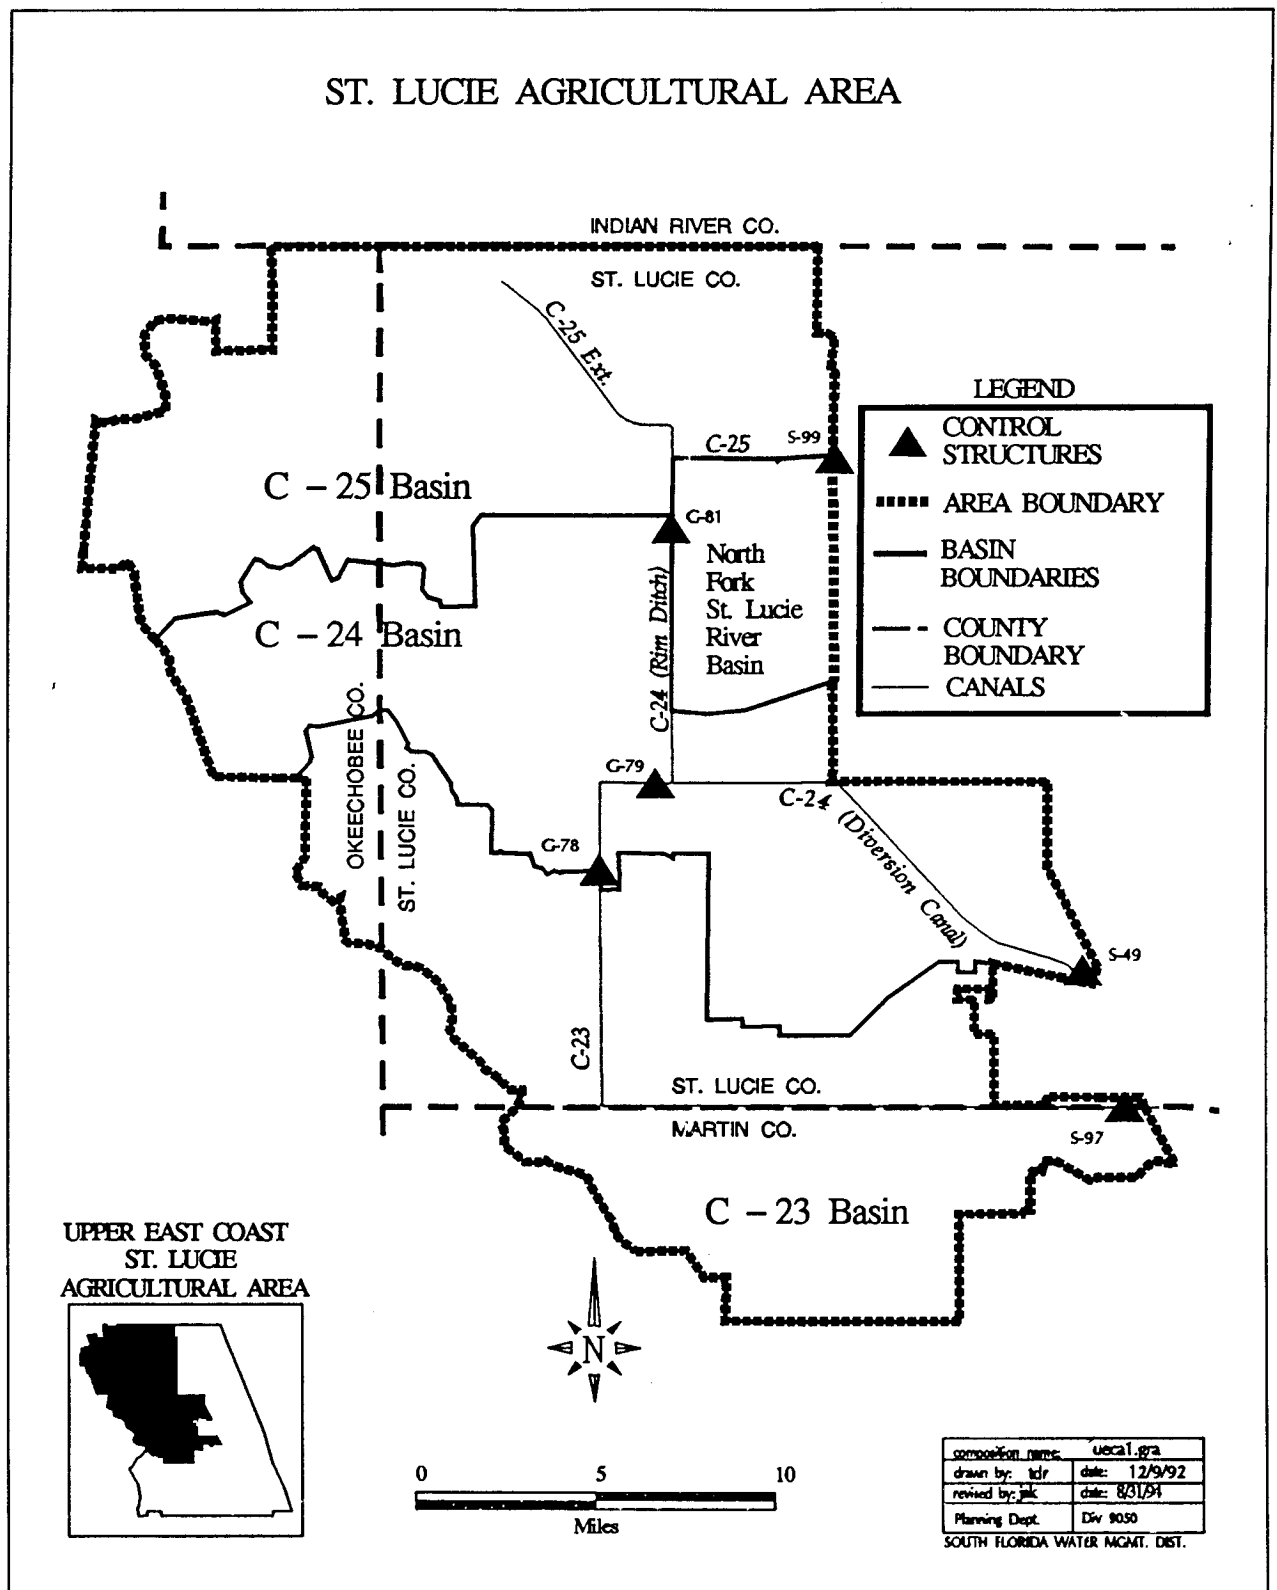 ST. LUCIE AGRICULTURAL AREA
INDIAN RIVER CO.
ST. LUCIE CO.
C-25 Ext.
LEGEND
CONTROL
STRUCTURES
AREA BOUNDARY
BASIN
BOUNDARIES
COUNTY
BOUNDARY
CANALS
C-25
S-99
C - 25 Basin
G-81
North
Fork
St. Lucie
River
Basin
C-24 (Rim Ditch)
C - 24 Basin
OKEECHOBEE CO.
ST. LUCIE CO.
G-79
C-24 (Diversion Canal)
G-78
S-49
C-23
ST. LUCIE CO.
MARTIN CO.
S-97
C - 23 Basin
UPPER EAST COAST
ST. LUCIE
AGRICULTURAL AREA
N
0 5 10
Miles
composition name: ueca1.gra
drawn by: tdr date: 12/9/92
revised by: jak date: 8/31/94
Planning Dept. Div 9050
SOUTH FLORIDA WATER MGMT. DIST.